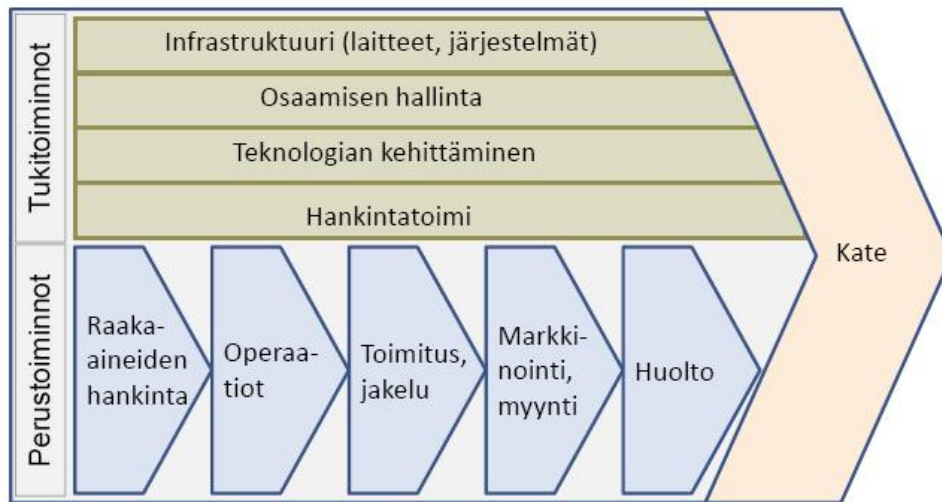 Tukitoiminnot
Infrastruktuuri (laitteet, järjestelmät)
Osaamisen hallinta
Teknologian kehittäminen
Hankintatoimi
Kate
Perustoiminnot
Raaka-
aineiden
hankinta
Operaa-
tiot
Toimitus,
jakelu
Markki-
nointi,
myynti
Huolto